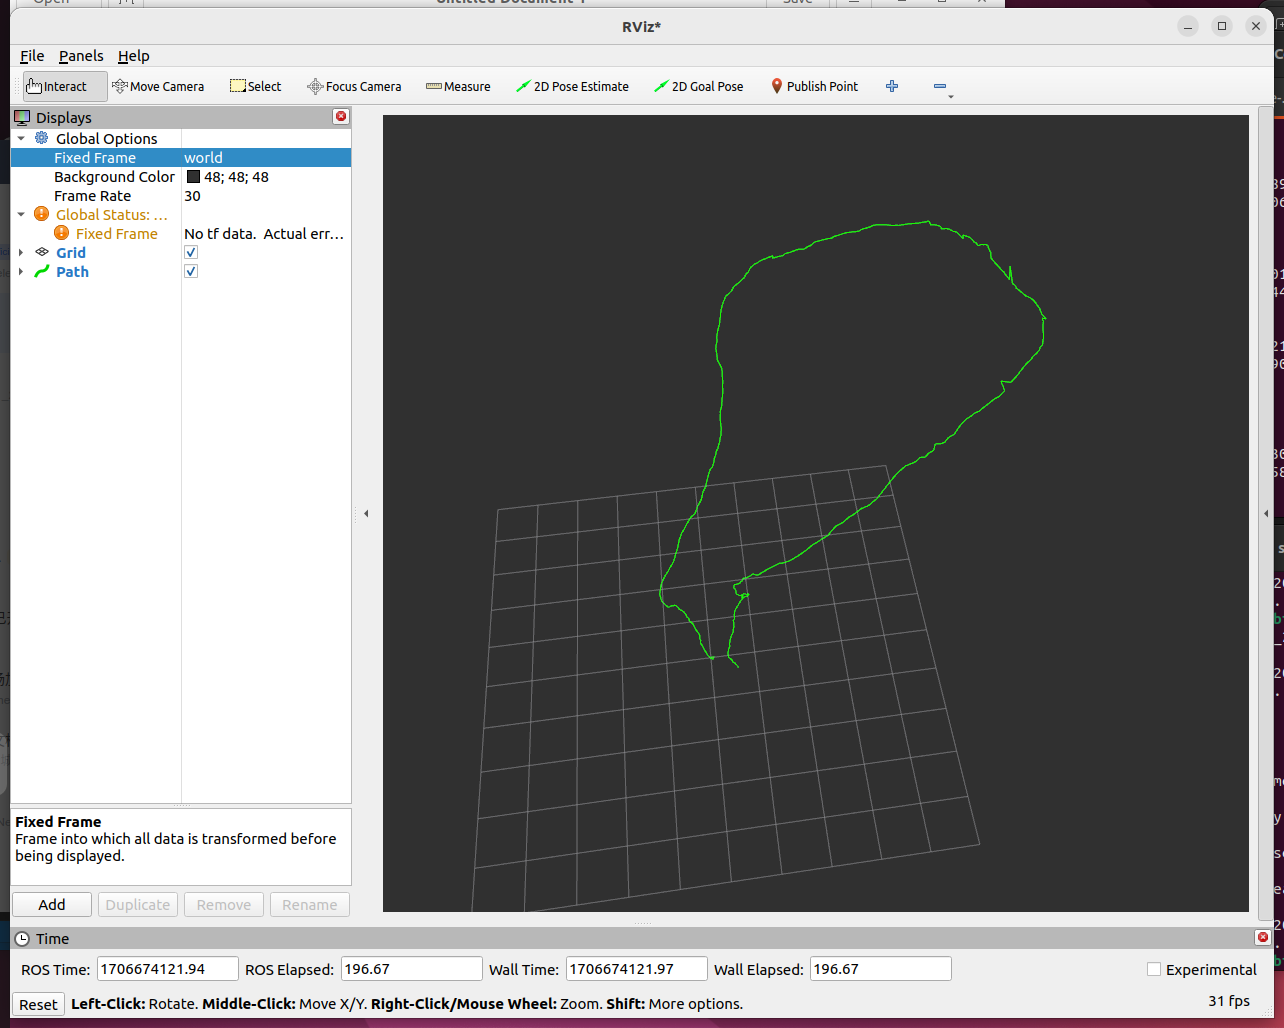 Open
Untitled Document 1
Save
RViz*
File Panels Help
Interact Move Camera Select Focus Camera Measure 2D Pose Estimate 2D Goal Pose Publish Point
Displays
Global Options
Fixed Frame world
Background Color 48; 48; 48
Frame Rate 30
Global Status: ...
Fixed Frame No tf data. Actual err...
Grid
Path
Fixed Frame
Frame into which all data is transformed before
being displayed.
Add Duplicate Remove Rename
Time
ROS Time: 1706674121.94 ROS Elapsed: 196.67 Wall Time: 1706674121.97 Wall Elapsed: 196.67 Experimental
Reset Left-Click: Rotate. Middle-Click: Move X/Y. Right-Click/Mouse Wheel: Zoom. Shift: More options. 31 fps